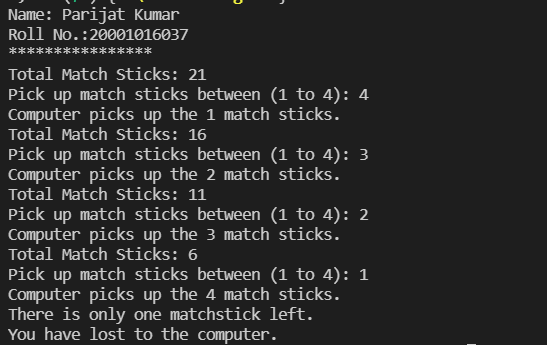 Name: Parijat Kumar
Roll No.:20001016037
****************
Total Match Sticks: 21
Pick up match sticks between (1 to 4): 4
Computer picks up the 1 match sticks.
Total Match Sticks: 16
Pick up match sticks between (1 to 4): 3
Computer picks up the 2 match sticks.
Total Match Sticks: 11
Pick up match sticks between (1 to 4): 2
Computer picks up the 3 match sticks.
Total Match Sticks: 6
Pick up match sticks between (1 to 4): 1
Computer picks up the 4 match sticks.
There is only one matchstick left.
You have lost to the computer.